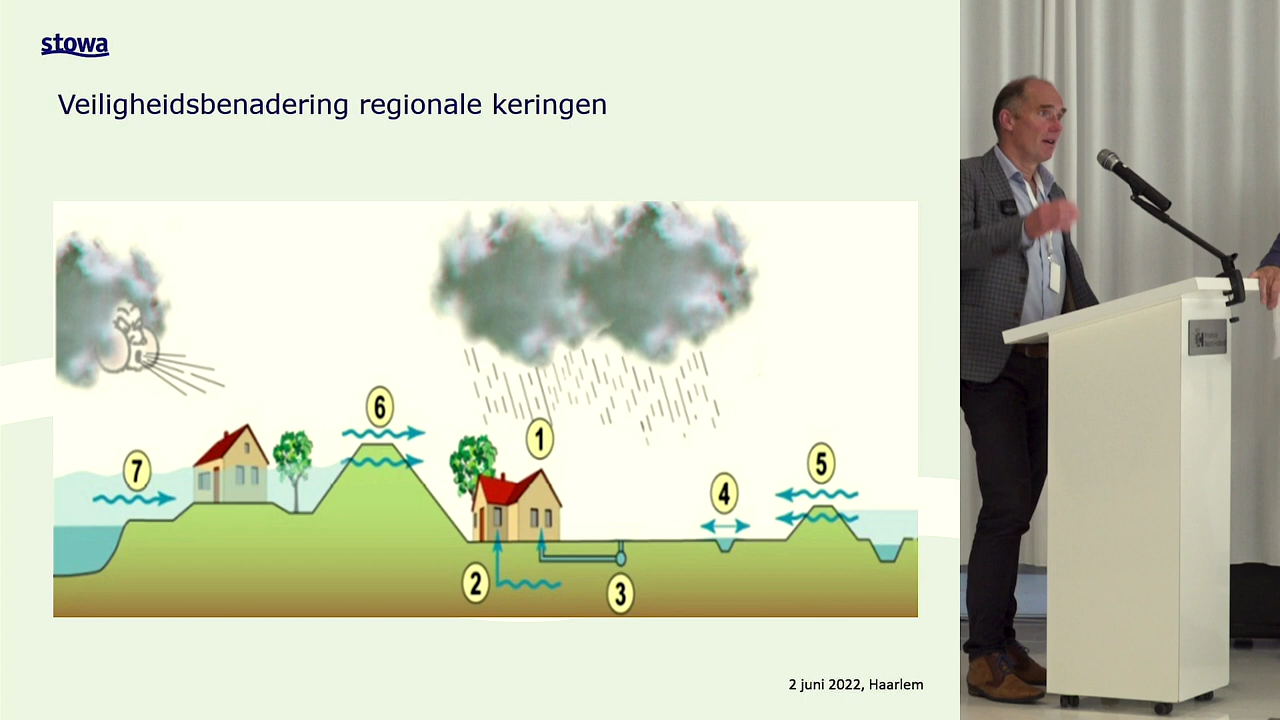 stowa
Veiligheidsbenadering regionale keringen
6
1
7
5
4
2
3
2 juni 2022, Haarlem